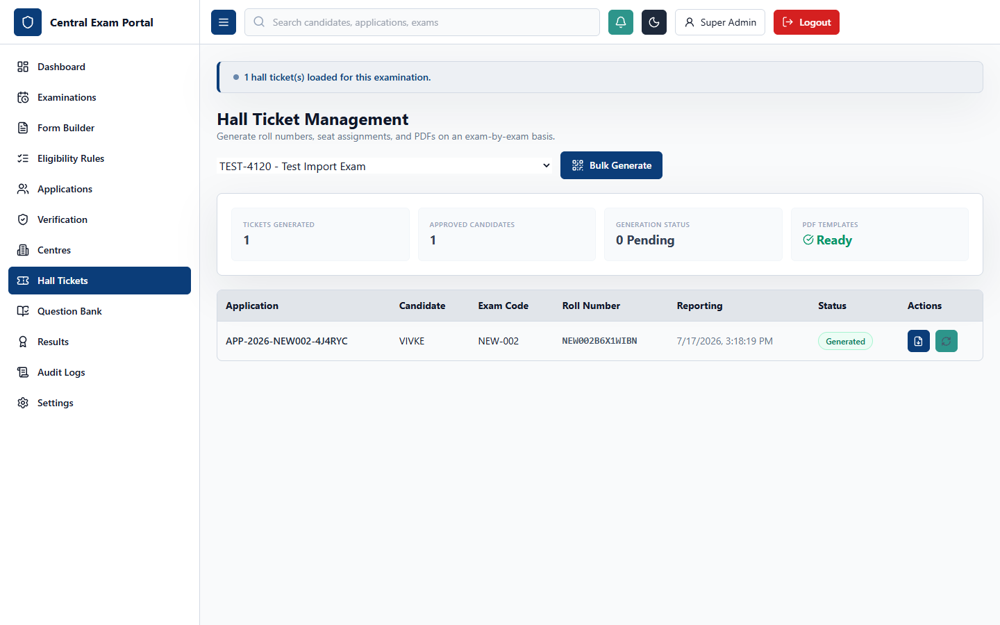 Central Exam Portal
Search candidates, applications, exams
Super Admin
Logout
Dashboard
Examinations
Form Builder
Eligibility Rules
Applications
Verification
Centres
Hall Tickets
Question Bank
Results
Audit Logs
Settings
1 hall ticket(s) loaded for this examination.
Hall Ticket Management
Generate roll numbers, seat assignments, and PDFs on an exam-by-exam basis.
TEST-4120 - Test Import Exam
Bulk Generate
TICKETS GENERATED
1
APPROVED CANDIDATES
1
GENERATION STATUS
0 Pending
PDF TEMPLATES
Ready
Application Candidate Exam Code Roll Number Reporting Status Actions
APP-2026-NEW002-4J4RYC VIVKE NEW-002 NEW002B6X1WIBN 7/17/2026, 3:18:19 PM Generated